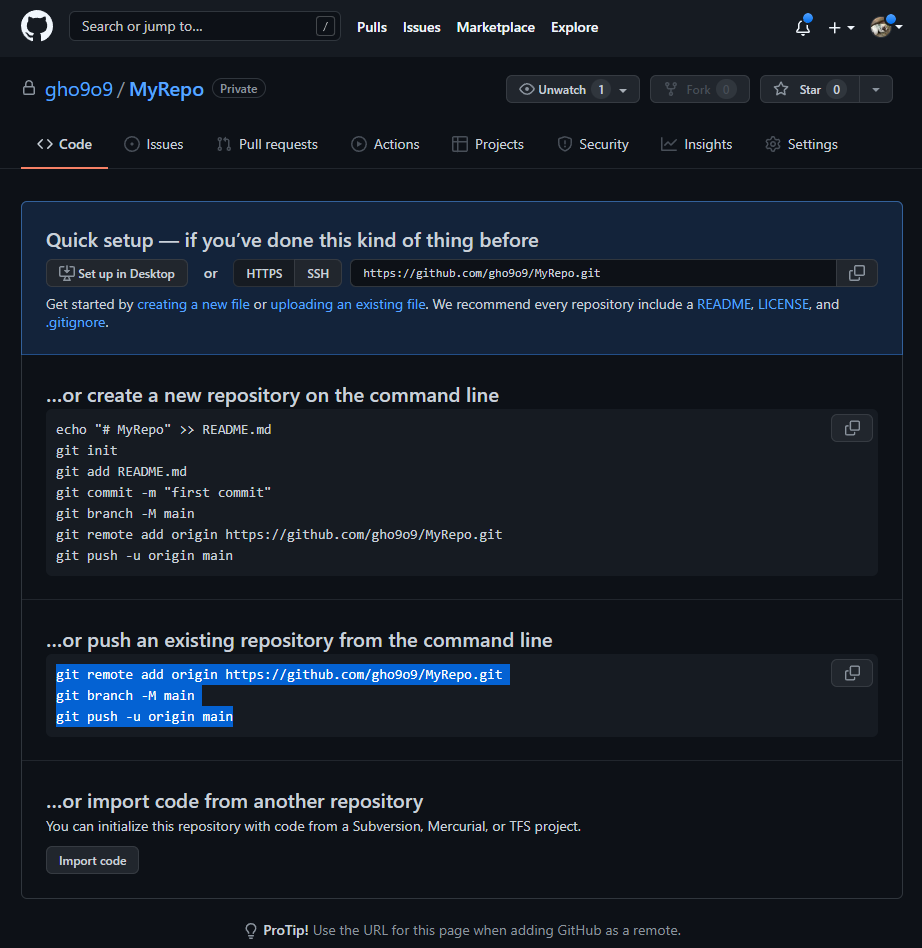 Search or jump to... /
Pulls Issues Marketplace Explore
gho9o9 / MyRepo Private
Unwatch 1 Fork 0 Star 0
Code Issues Pull requests Actions Projects Security Insights Settings
Quick setup — if you’ve done this kind of thing before
Set up in Desktop or HTTPS SSH https://github.com/gho9o9/MyRepo.git
Get started by creating a new file or uploading an existing file. We recommend every repository include a README, LICENSE, and
.gitignore.
…or create a new repository on the command line
echo "# MyRepo" >> README.md
git init
git add README.md
git commit -m "first commit"
git branch -M main
git remote add origin https://github.com/gho9o9/MyRepo.git
git push -u origin main
…or push an existing repository from the command line
git remote add origin https://github.com/gho9o9/MyRepo.git
git branch -M main
git push -u origin main
…or import code from another repository
You can initialize this repository with code from a Subversion, Mercurial, or TFS project.
Import code
ProTip! Use the URL for this page when adding GitHub as a remote.